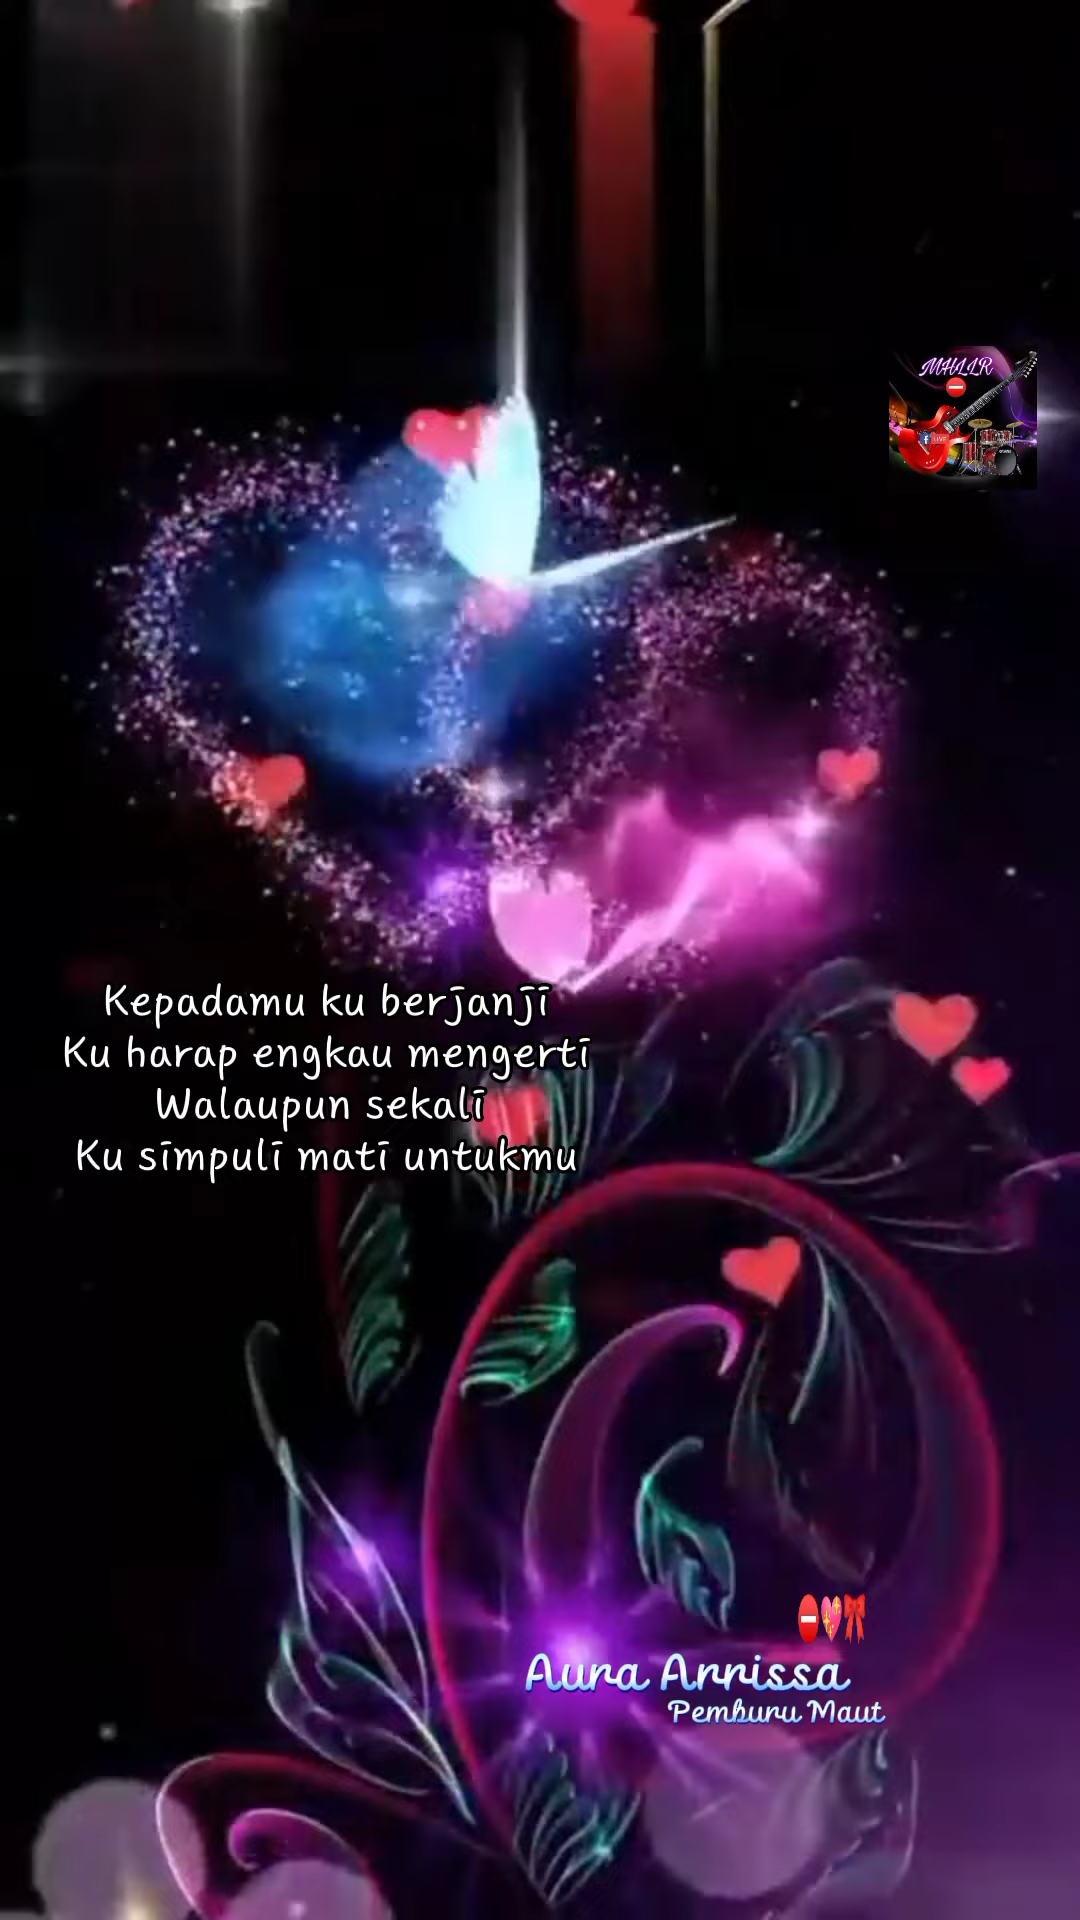 MHLLR
Kepadamu ku berjanji
Ku harap engkau mengerti
Walaupun sekali
Ku simpuli mati untukmu
Aura Arrissa
Pemburu Maut